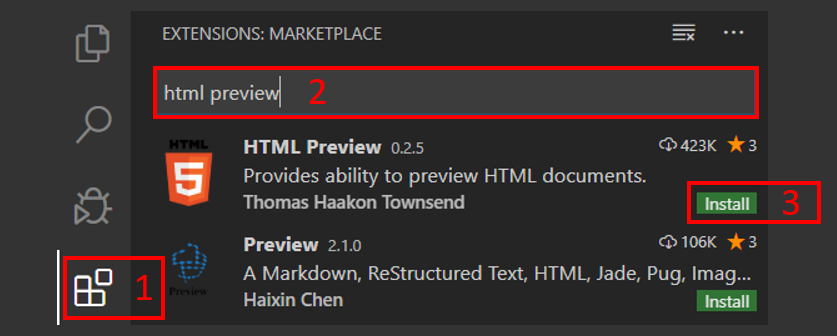 EXTENSIONS: MARKETPLACE
html preview 2
HTML
5
HTML Preview 0.2.5 423K 3
Provides ability to preview HTML documents.
Thomas Haakon Townsend Install 3
Preview 2.1.0 106K 3
A Markdown, ReStructured Text, HTML, Jade, Pug, Imag...
Preview
Haixin Chen Install
1